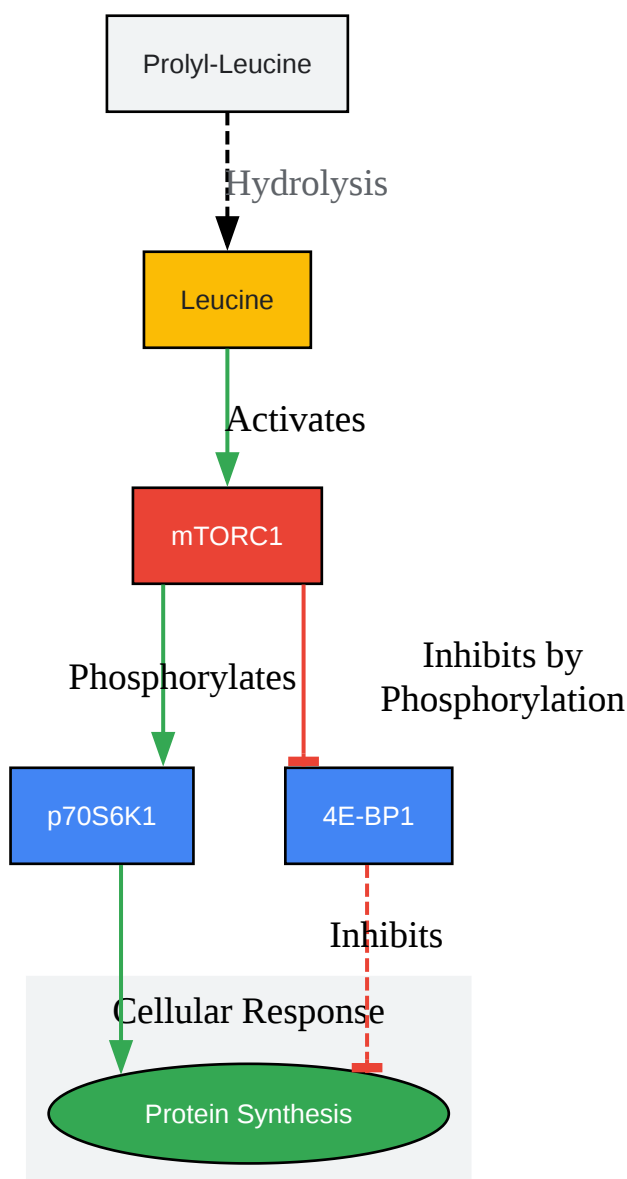 Prolyl-Leucine
Hydrolysis
Leucine
Activates
mTORC1
Phosphorylates
Inhibits by
Phosphorylation
p70S6K1
4E-BP1
Inhibits
Cellular Response
Protein Synthesis